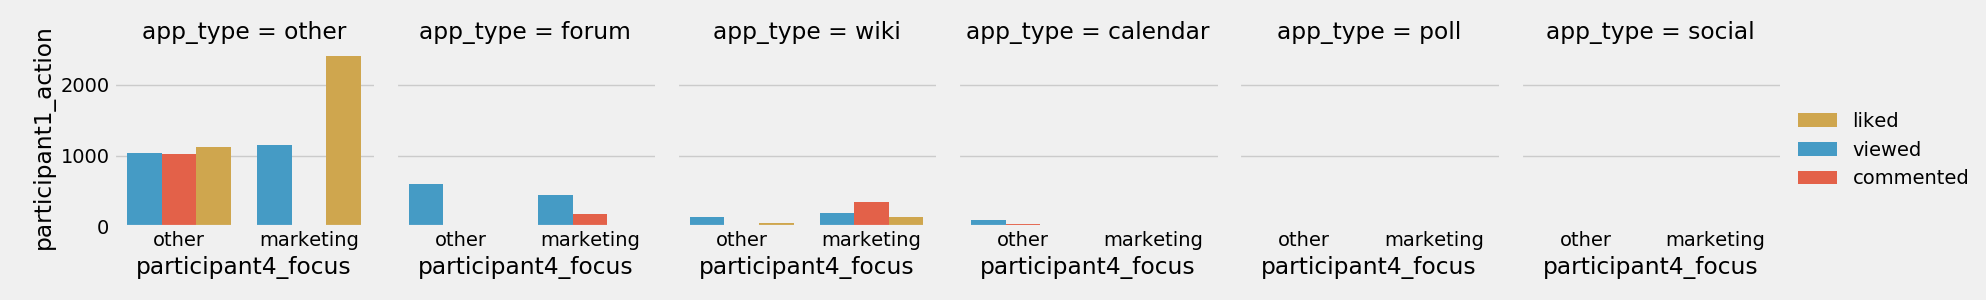 app_type = other
app_type = forum
app_type = wiki
app_type = calendar
app_type = poll
app_type = social
participant1_action
2000
1000
0
other marketing
other marketing
other marketing
other marketing
other marketing
other marketing
participant4_focus
participant4_focus
participant4_focus
participant4_focus
participant4_focus
participant4_focus
liked
viewed
commented